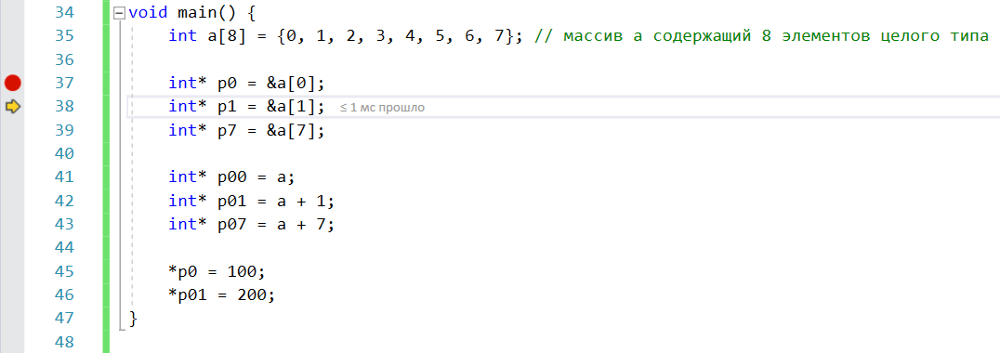 34 void main() {
35 int a[8] = {0, 1, 2, 3, 4, 5, 6, 7}; // массив a содержащий 8 элементов целого типа
36
37 int* p0 = &a[0];
38 int* p1 = &a[1]; ≤ 1 мс прошло
39 int* p7 = &a[7];
40
41 int* p00 = a;
42 int* p01 = a + 1;
43 int* p07 = a + 7;
44
45 *p0 = 100;
46 *p01 = 200;
47 }
48